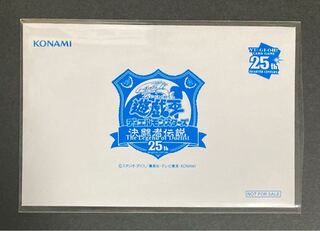 KONAMI
YU-GI-OH!
CARD GAME
25th
QUARTER CENTURY
遊戯王
デュエルモンスターズ
決闘者伝説
The Legend of Duelist
25th
©スタジオ・ダイス/集英社・テレビ東京・KONAMI
NOT FOR SALE